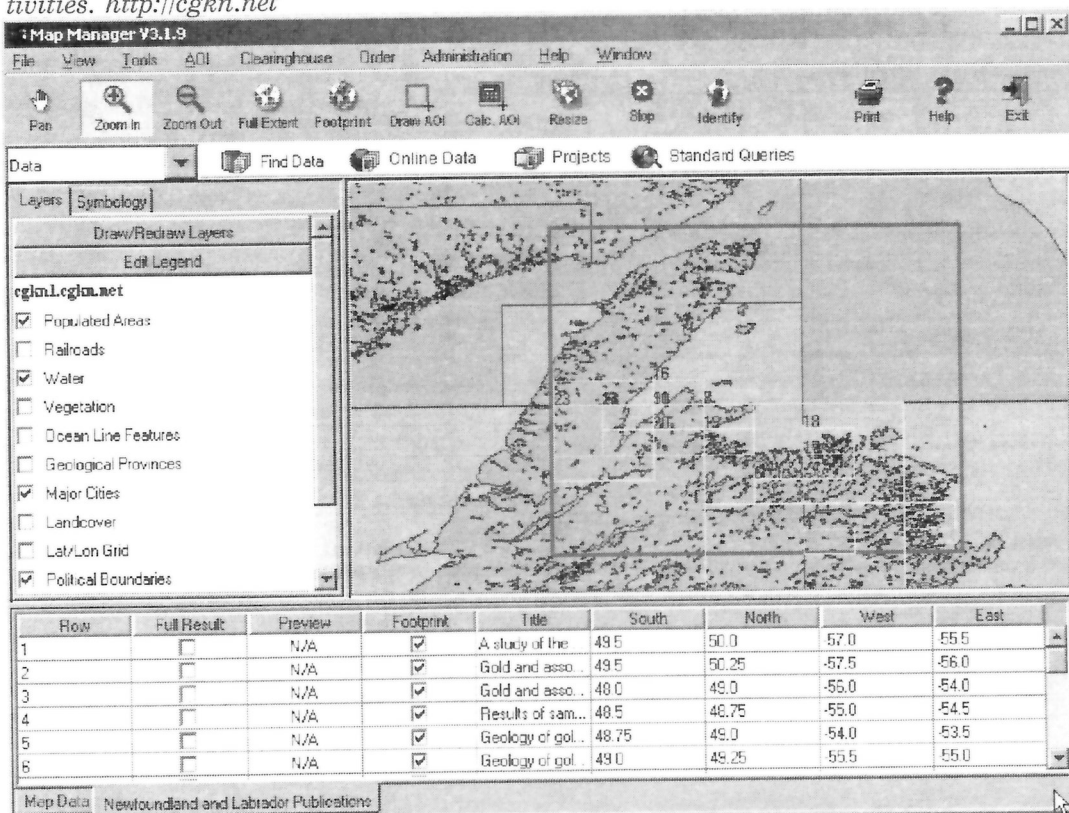 tivities. http://cgkn.net
Map Manager V3.1.9
File View Tools AOI Clearinghouse Order Administration Help Window
Pan Zoom In Zoom Out Full Extent Footprint Draw AOI Calc. AOI Resize Stop Identify Print Help Exit
Data Find Data Online Data Projects Standard Queries
Layers Symbology
Draw/Redraw Layers
Edit Legend
cgkn1.cgkn.net
Populated Areas
Railroads
Water
Vegetation
Ocean Line Features
Geological Provinces
Major Cities
Landcover
Lat/Lon Grid
Political Boundaries
16
23
18
Row Full Result Preview Footprint Title South North West East
1 N/A A study of the 49.5 50.0 -57.0 -55.5
2 N/A Gold and asso... 49.5 50.25 -57.5 -56.0
3 N/A Gold and asso... 48.0 49.0 -56.0 -54.0
4 N/A Results of sam... 48.5 48.75 -55.0 -54.5
5 N/A Geology of gol... 48.75 49.0 -54.0 -53.5
6 N/A Geology of gol... 49.0 49.25 -55.5 -55.0
Map Data Newfoundland and Labrador Publications